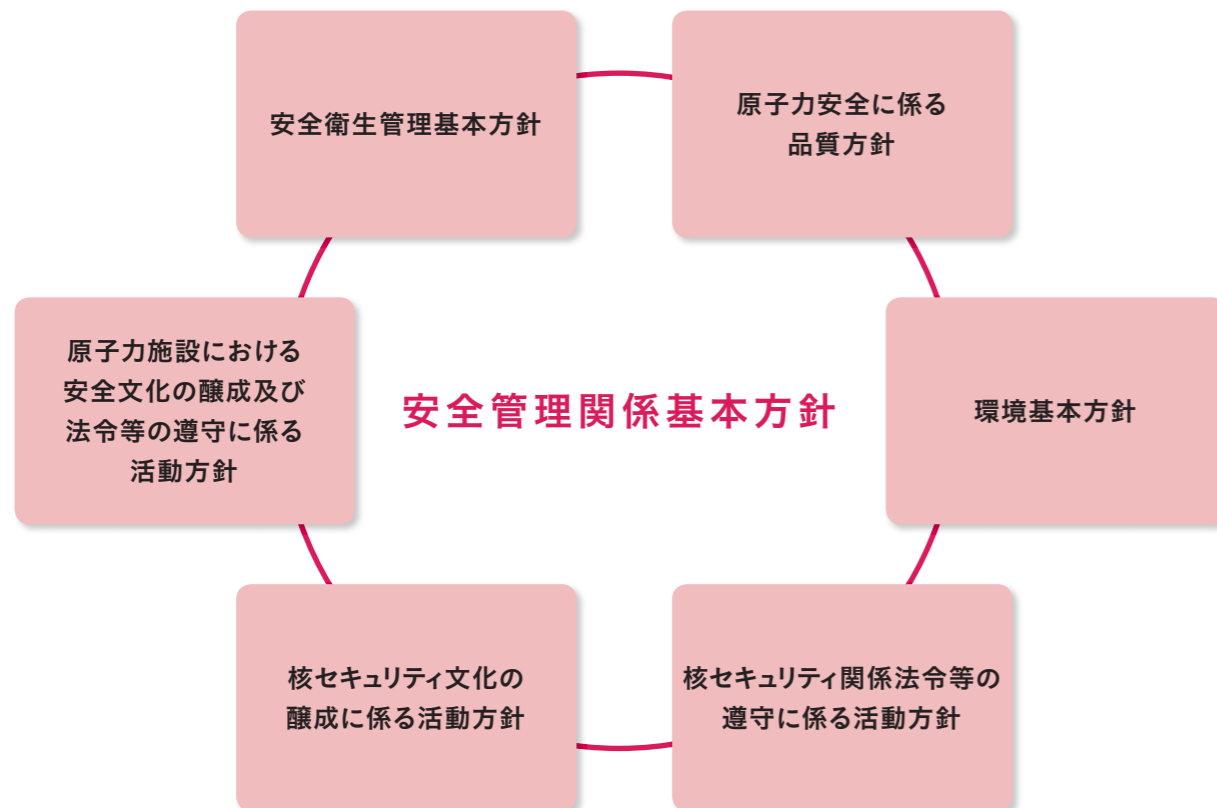 安全衛生管理基本方針
原子力安全に係る
品質方針
原子力施設における
安全文化の醸成及び
法令等の遵守に係る
活動方針
安全管理関係基本方針
環境基本方針
核セキュリティ文化の
醸成に係る活動方針
核セキュリティ関係法令等の
遵守に係る活動方針